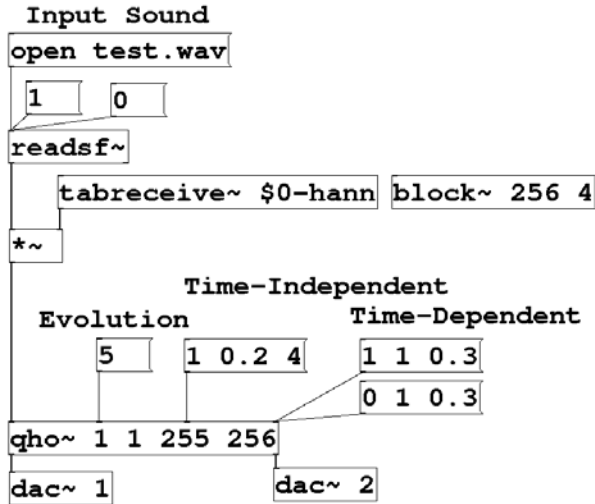 Input Sound
open test.wav
1 0
readsf~
tabreceive~ $0-hann block~ 256 4
*~
Time-Independent
Evolution Time-Dependent
5 1 0.2 4 1 1 0.3
0 1 0.3
qho~ 1 1 255 256
dac~ 1 dac~ 2